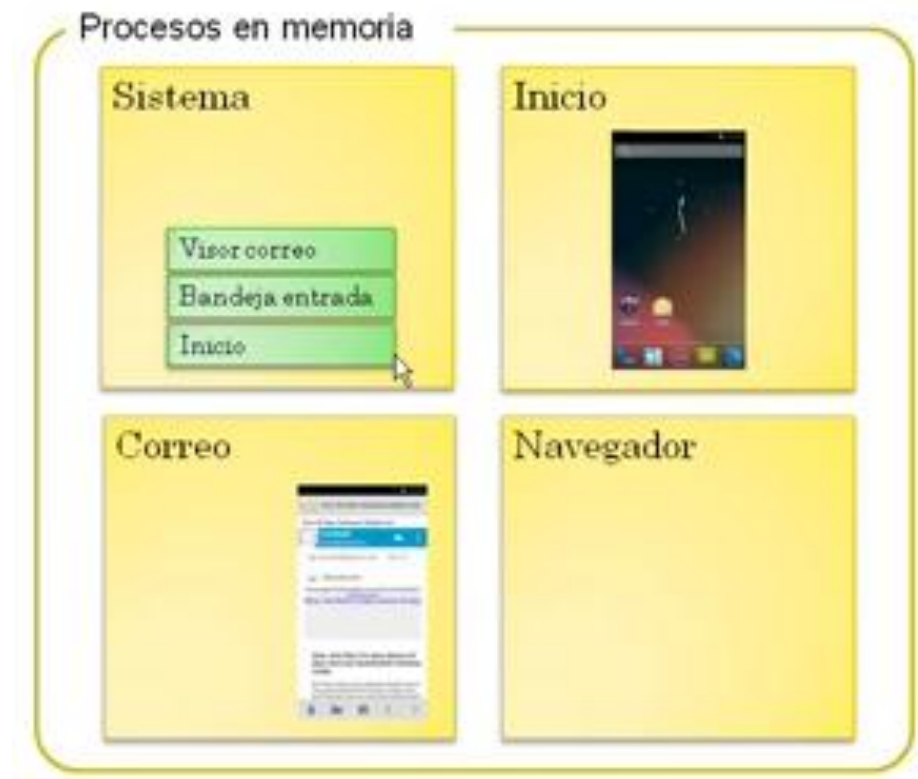 Procesos en memoria
Sistema
Visor correo
Bandeja entrada
Inicio
Inicio
Correo
Navegador